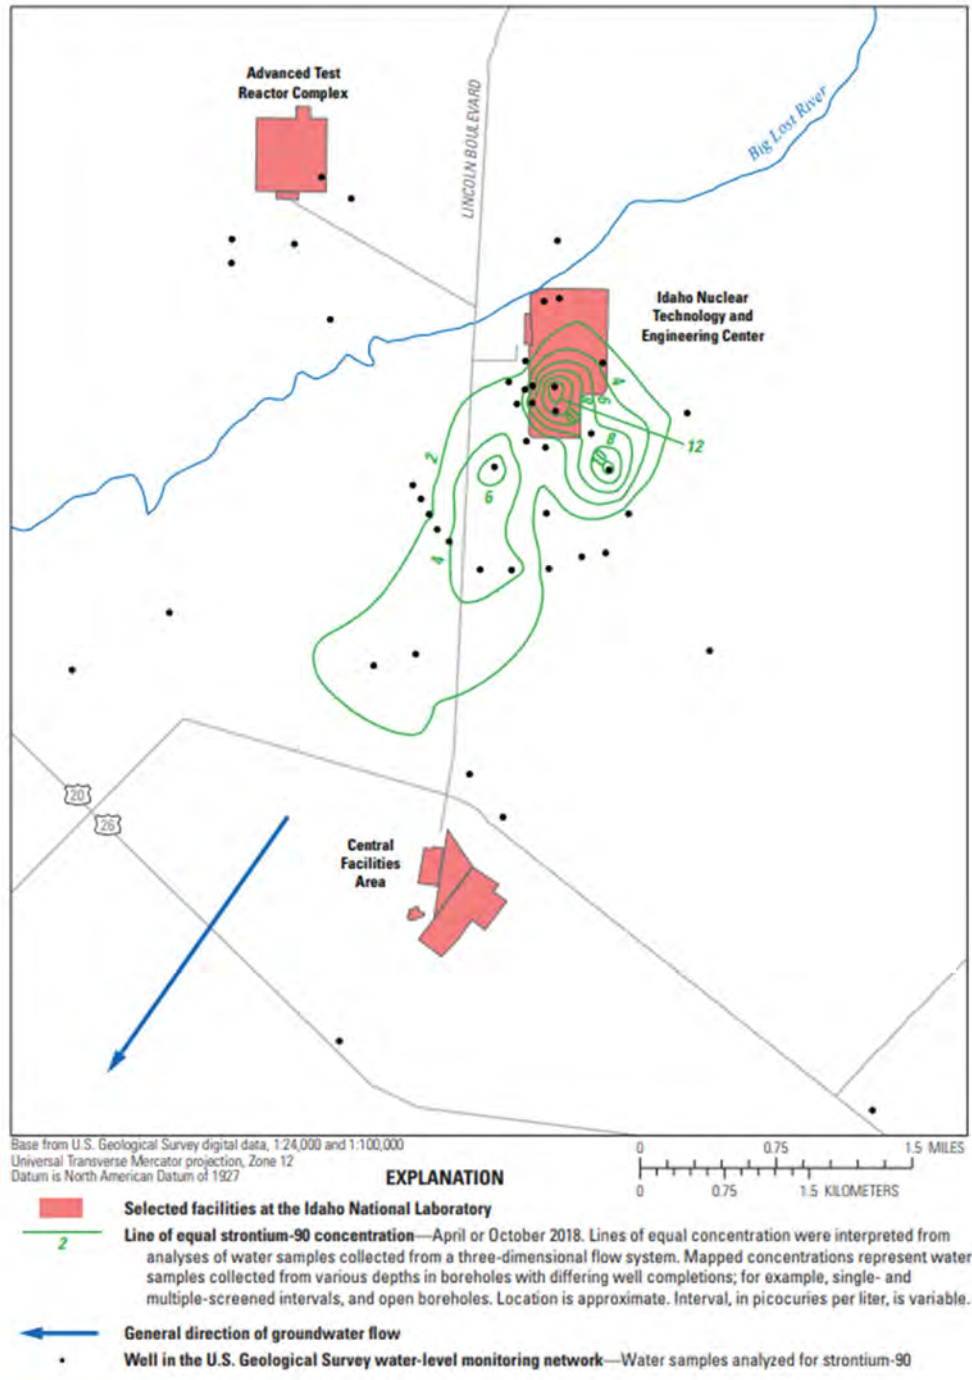 Advanced Test
Reactor Complex
LINCOLN BOULEVARD
Big Lost River
Idaho Nuclear
Technology and
Engineering Center
4
6
8
10
12
8
10
2
6
4
20
26
Central
Facilities
Area
Base from U.S. Geological Survey digital data, 1:24,000 and 1:100,000
Universal Transverse Mercator projection, Zone 12
Datum is North American Datum of 1927
0 0.75 1.5 MILES
0 0.75 1.5 KILOMETERS
EXPLANATION
Selected facilities at the Idaho National Laboratory
2
Line of equal strontium-90 concentration—April or October 2018. Lines of equal concentration were interpreted from
analyses of water samples collected from a three-dimensional flow system. Mapped concentrations represent water
samples collected from various depths in boreholes with differing well completions; for example, single- and
multiple-screened intervals, and open boreholes. Location is approximate. Interval, in picocuries per liter, is variable.
General direction of groundwater flow
Well in the U.S. Geological Survey water-level monitoring network—Water samples analyzed for strontium-90